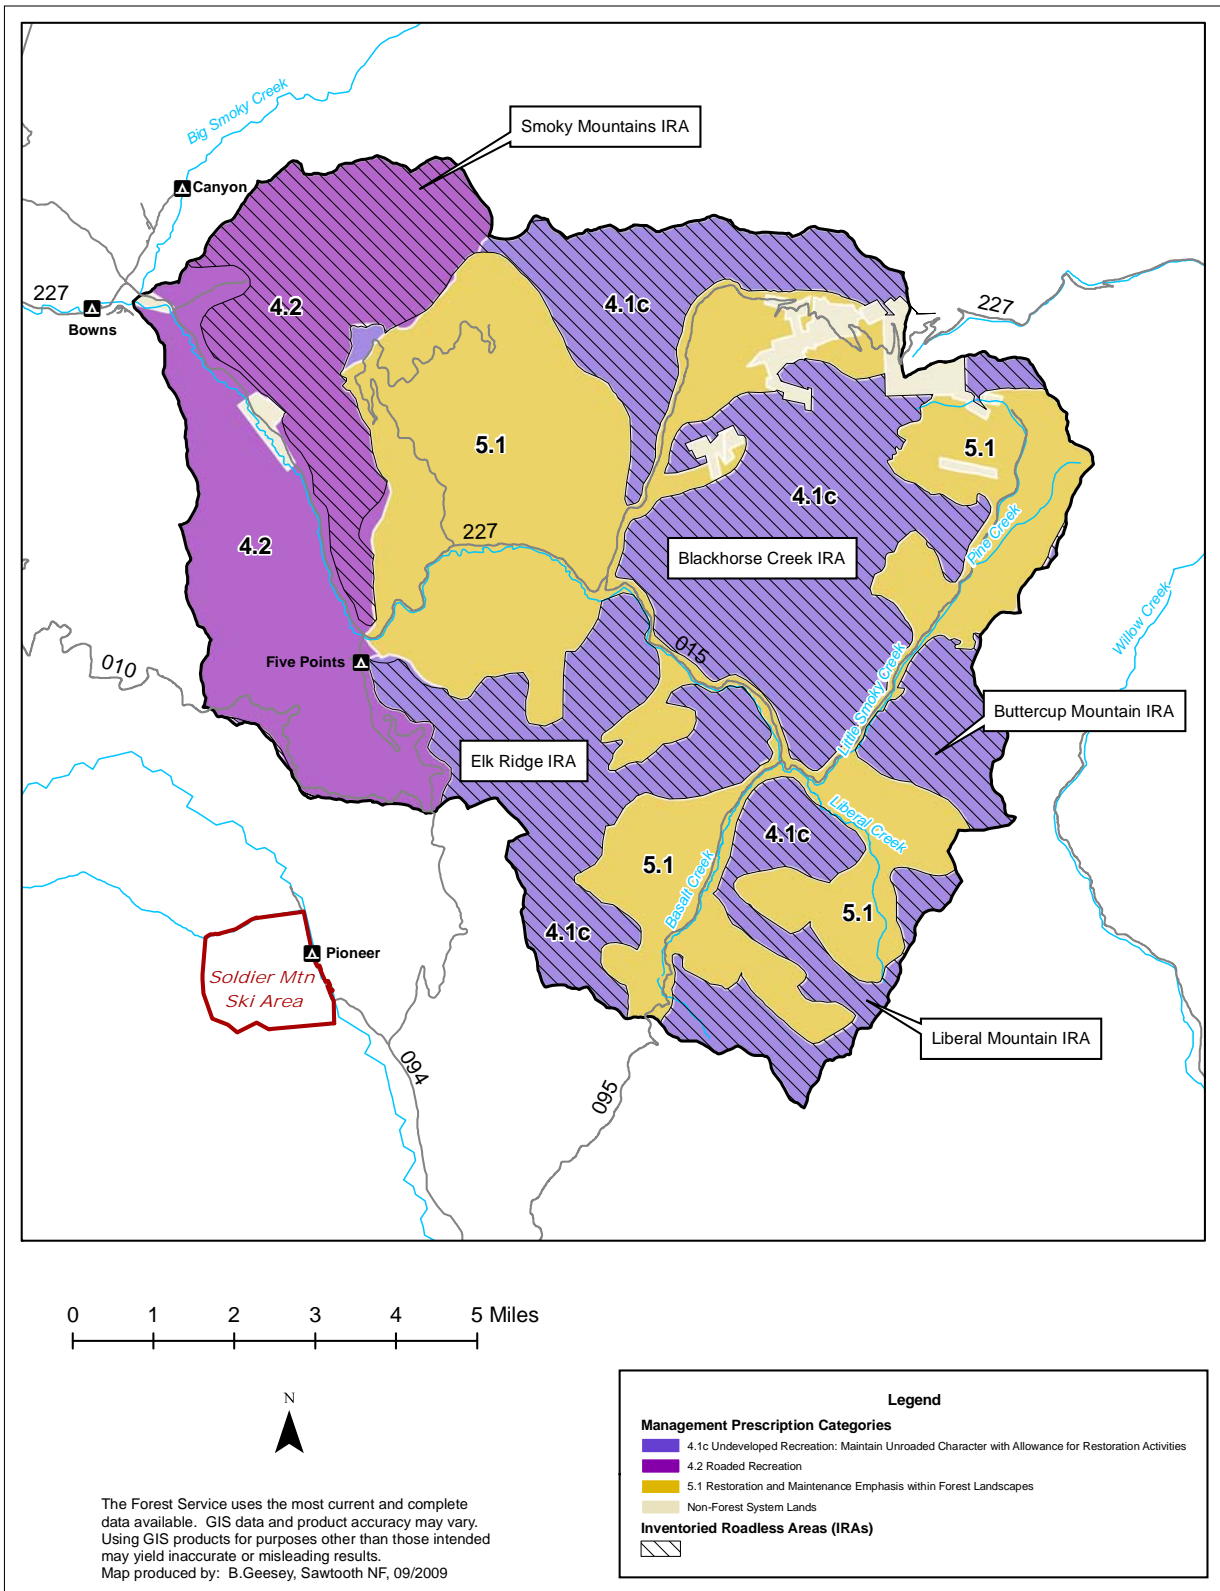 Big Smoky Creek
Smoky Mountains IRA
Canyon
227
Bowns
4.2
4.1c
227
5.1
5.1
4.1c
4.2
227
Blackhorse Creek IRA
Pine Creek
Willow Creek
010
Five Points
015
Little Smoky Creek
Buttercup Mountain IRA
Elk Ridge IRA
Liberal Creek
4.1c
5.1
Basalt Creek
5.1
4.1c
Pioneer
Soldier Mtn
Ski Area
Liberal Mountain IRA
094
095
0 1 2 3 4 5 Miles
N
The Forest Service uses the most current and complete
data available. GIS data and product accuracy may vary.
Using GIS products for purposes other than those intended
may yield inaccurate or misleading results.
Map produced by: B.Geesey, Sawtooth NF, 09/2009
Legend
Management Prescription Categories
4.1c Undeveloped Recreation: Maintain Unroaded Character with Allowance for Restoration Activities
4.2 Roaded Recreation
5.1 Restoration and Maintenance Emphasis within Forest Landscapes
Non-Forest System Lands
Inventoried Roadless Areas (IRAs)